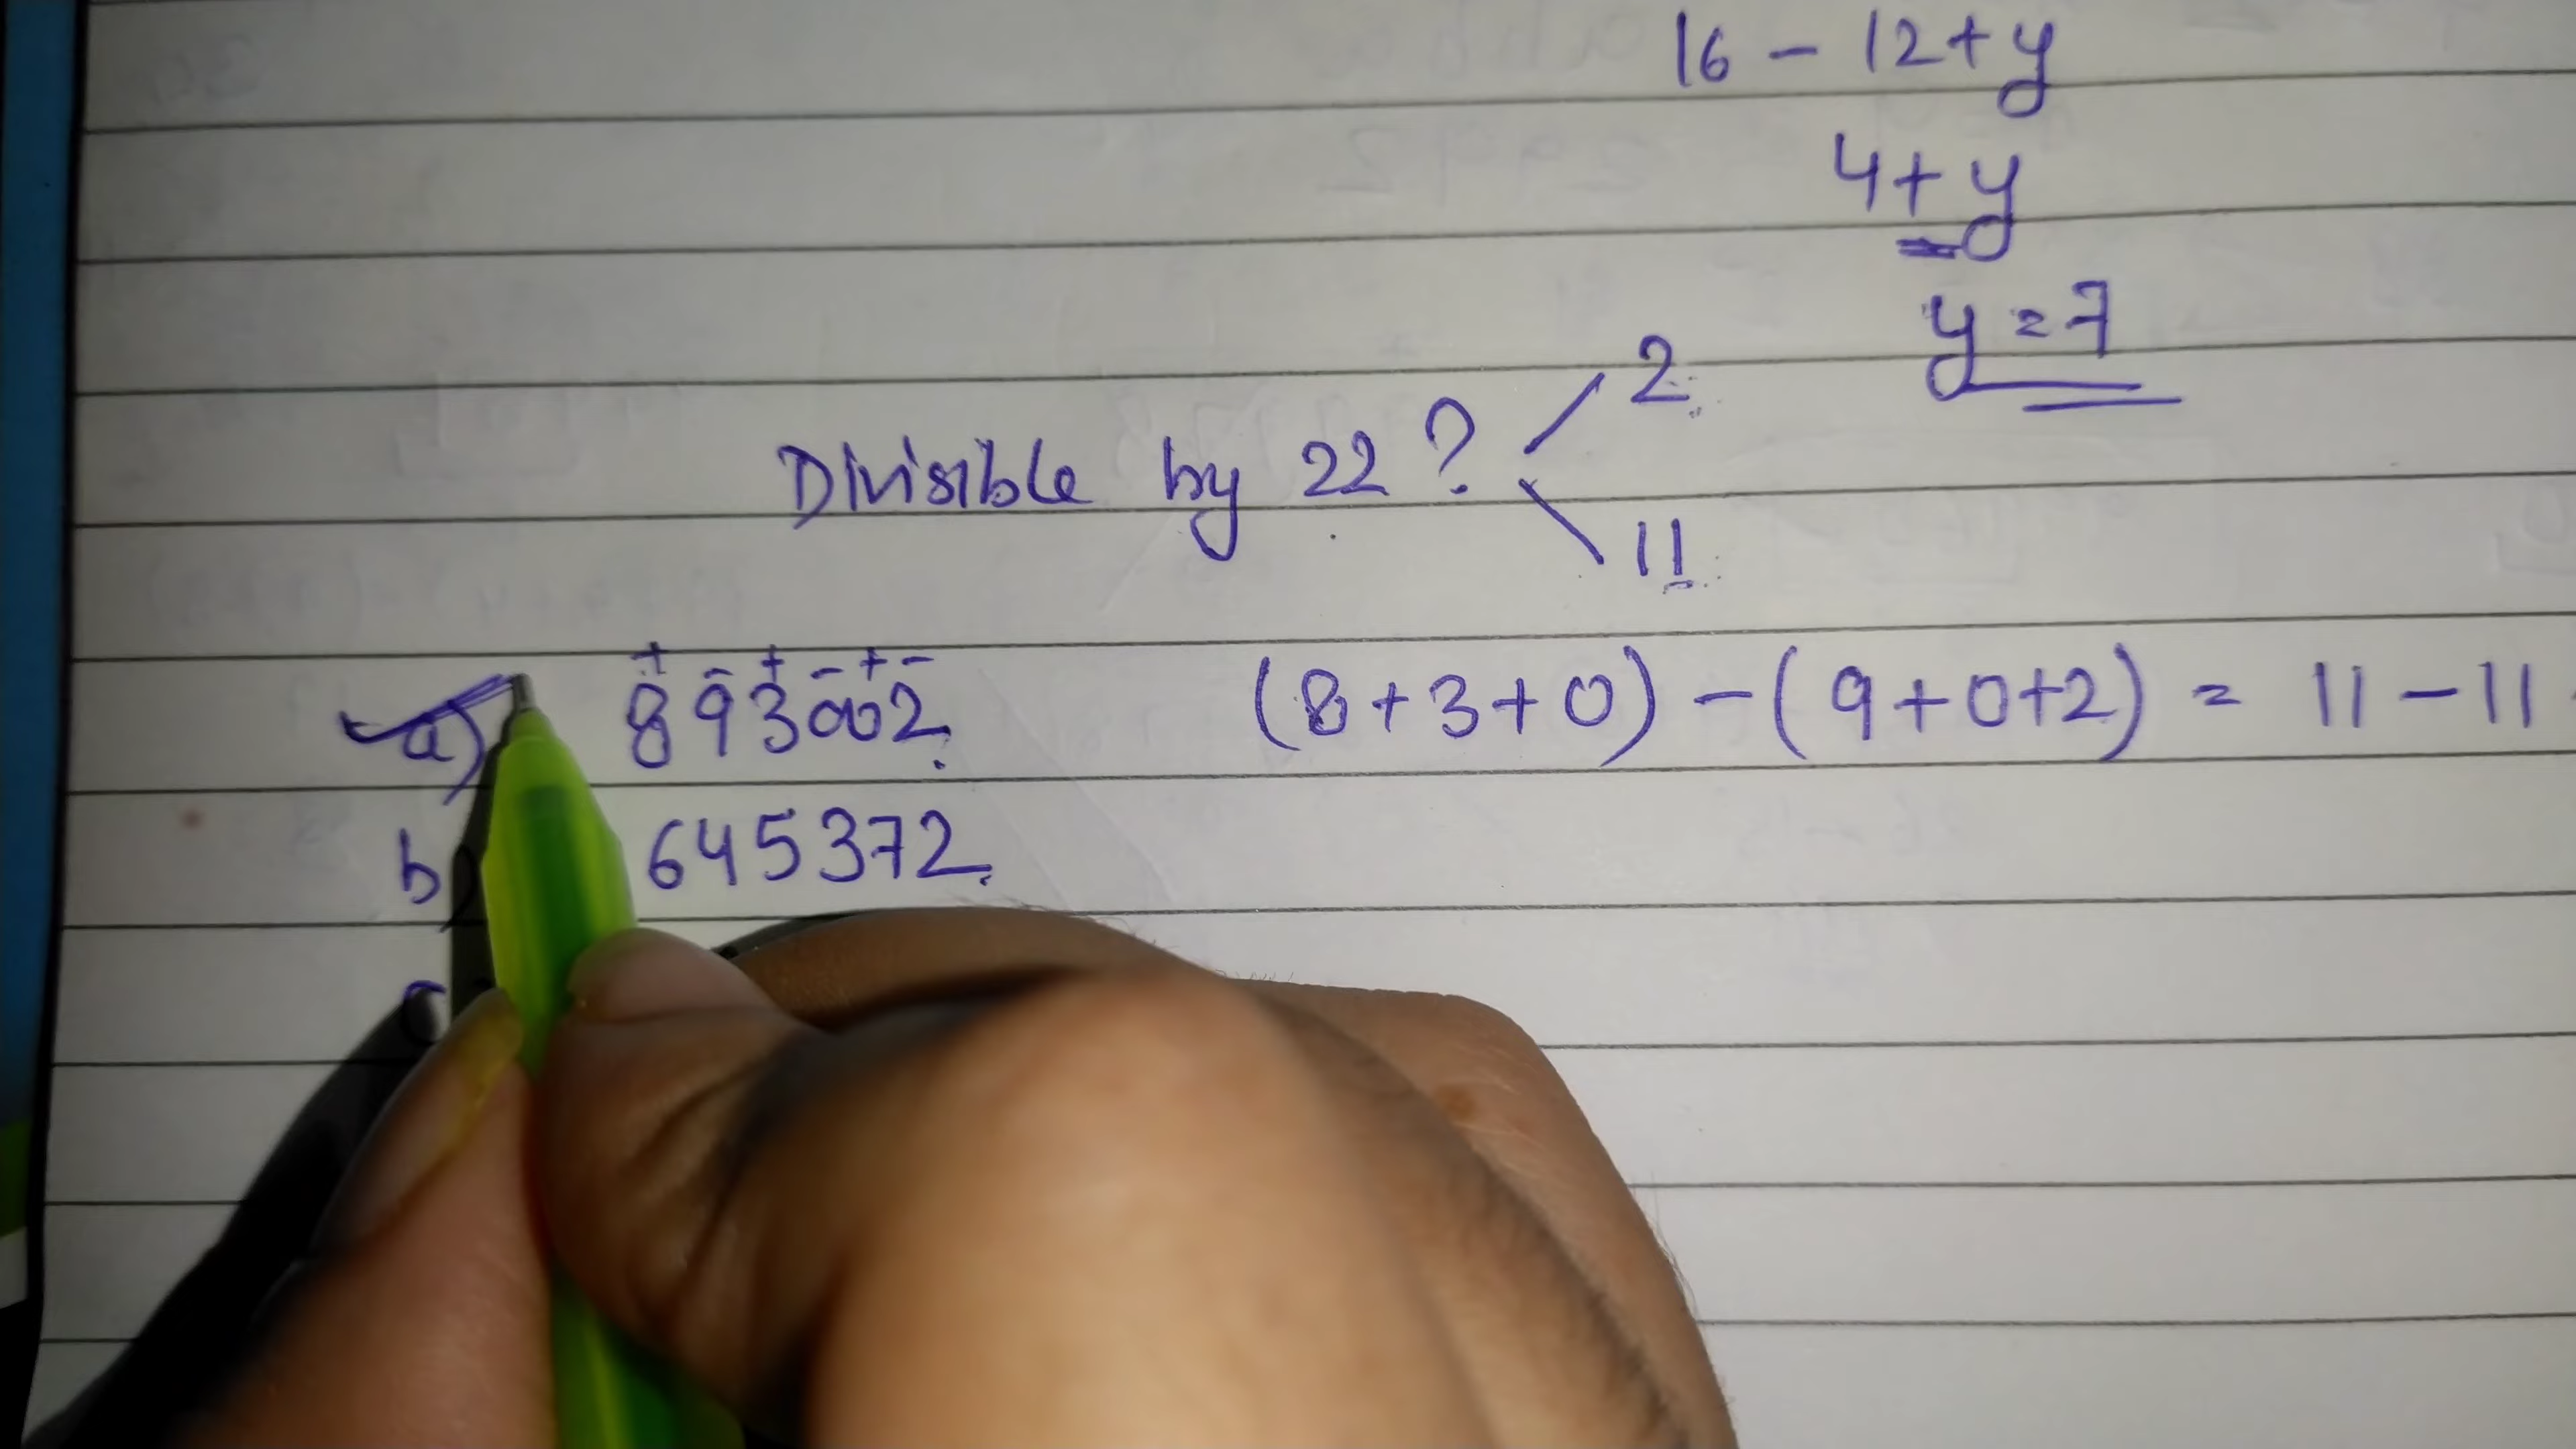 16 - 12 + y
4 + y
y = 7
2
Divisible by 22 ?
11
+ - + - + -
a) 893002 (8+3+0) - (9+0+2) = 11 - 11
b) 645372
c